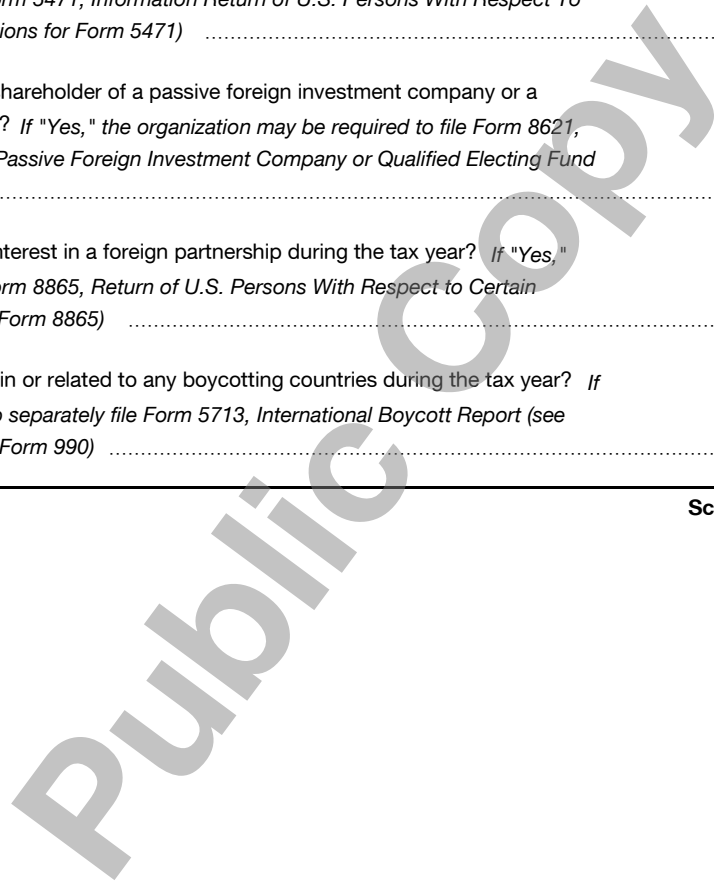 orm 5471, Information Return of U.S. Persons With Respect To
ions for Form 5471)
hareholder of a passive foreign investment company or a
? If "Yes," the organization may be required to file Form 8621,
Passive Foreign Investment Company or Qualified Electing Fund
nterest in a foreign partnership during the tax year? If "Yes,"
orm 8865, Return of U.S. Persons With Respect to Certain
Form 8865)
in or related to any boycotting countries during the tax year? If
o separately file Form 5713, International Boycott Report (see
Form 990)
Sc
Public Copy